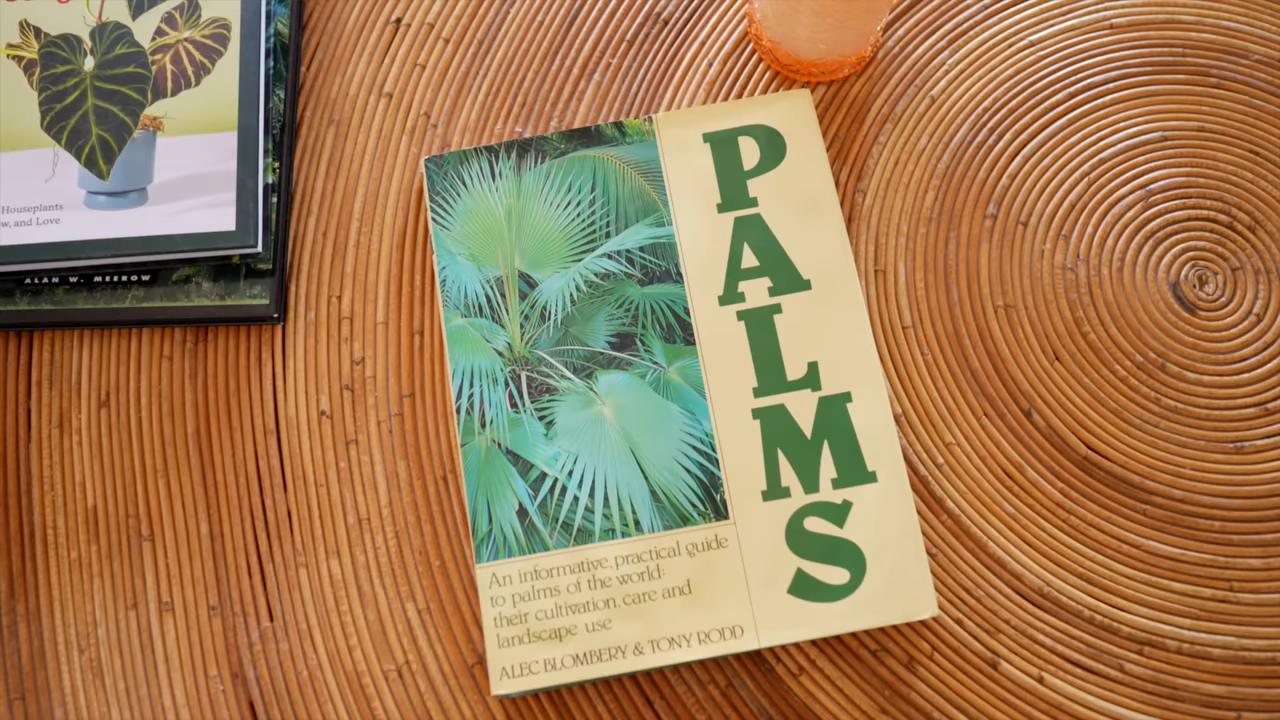 Houseplants
and Love
ALAN W. MEEROW
PALMS
An informative, practical guide
to palms of the world:
their cultivation, care and
landscape use
ALEC BLOMBERY & TONY RODD